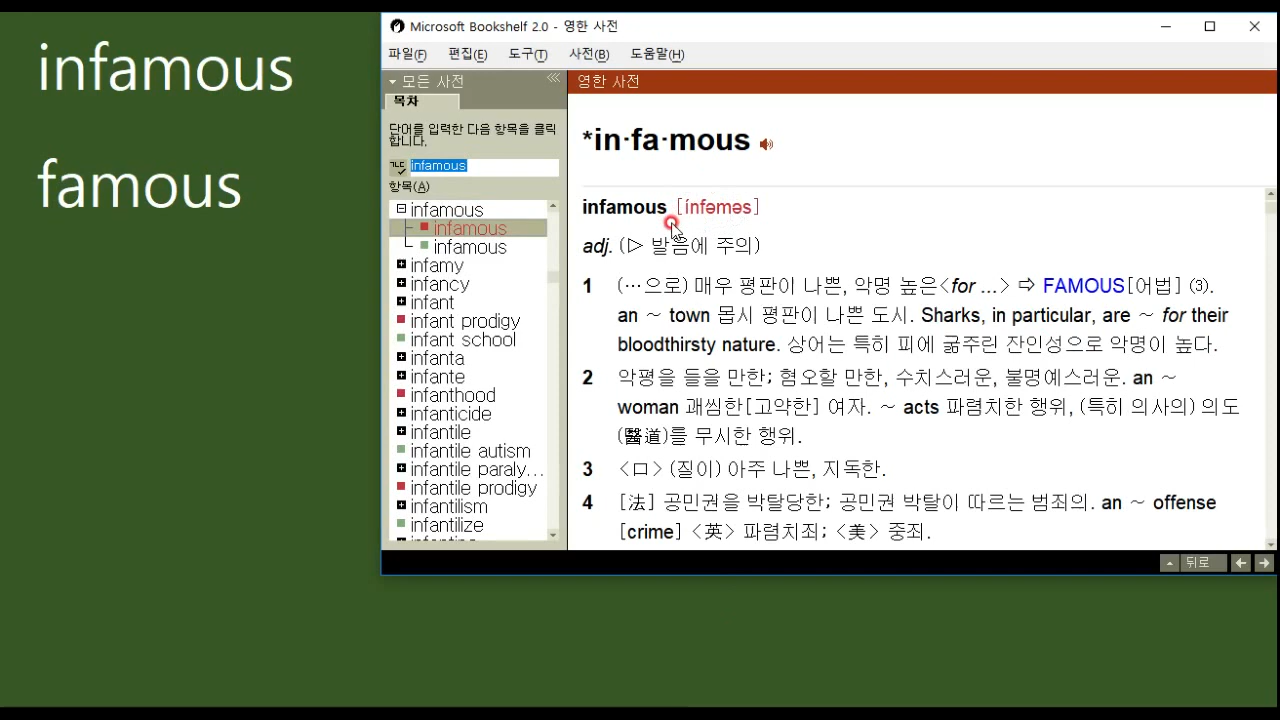 infamous
famous
Microsoft Bookshelf 2.0 - 영한 사전
파일(F) 편집(E) 도구(T) 사전(B) 도움말(H)
모든 사전
목차
단어를 입력한 다음 항목을 클릭
합니다.
infamous
항목(A)
infamous
infamous
infamous
infamy
infancy
infant
infant prodigy
infant school
infanta
infante
infanthood
infanticide
infantile
infantile autism
infantile paraly...
infantile prodigy
infantilism
infantilize
영한 사전
*in·fa·mous
infamous [ínfəməs]
adj. (▷ 발음에 주의)
1 (…으로) 매우 평판이 나쁜, 악명 높은<for ...> ⇨ FAMOUS[어법] (3).
an ~ town 몹시 평판이 나쁜 도시. Sharks, in particular, are ~ for their
bloodthirsty nature. 상어는 특히 피에 굶주린 잔인성으로 악명이 높다.
2 악평을 들을 만한; 혐오할 만한, 수치스러운, 불명예스러운. an ~
woman 괘씸한[고약한] 여자. ~ acts 파렴치한 행위, (특히 의사의) 의도
(醫道)를 무시한 행위.
3 〈口〉 (질이) 아주 나쁜, 지독한.
4 [法] 공민권을 박탈당한; 공민권 박탈이 따르는 범죄의. an ~ offense
[crime] 〈英〉 파렴치죄; 〈美〉 중죄.
뒤로